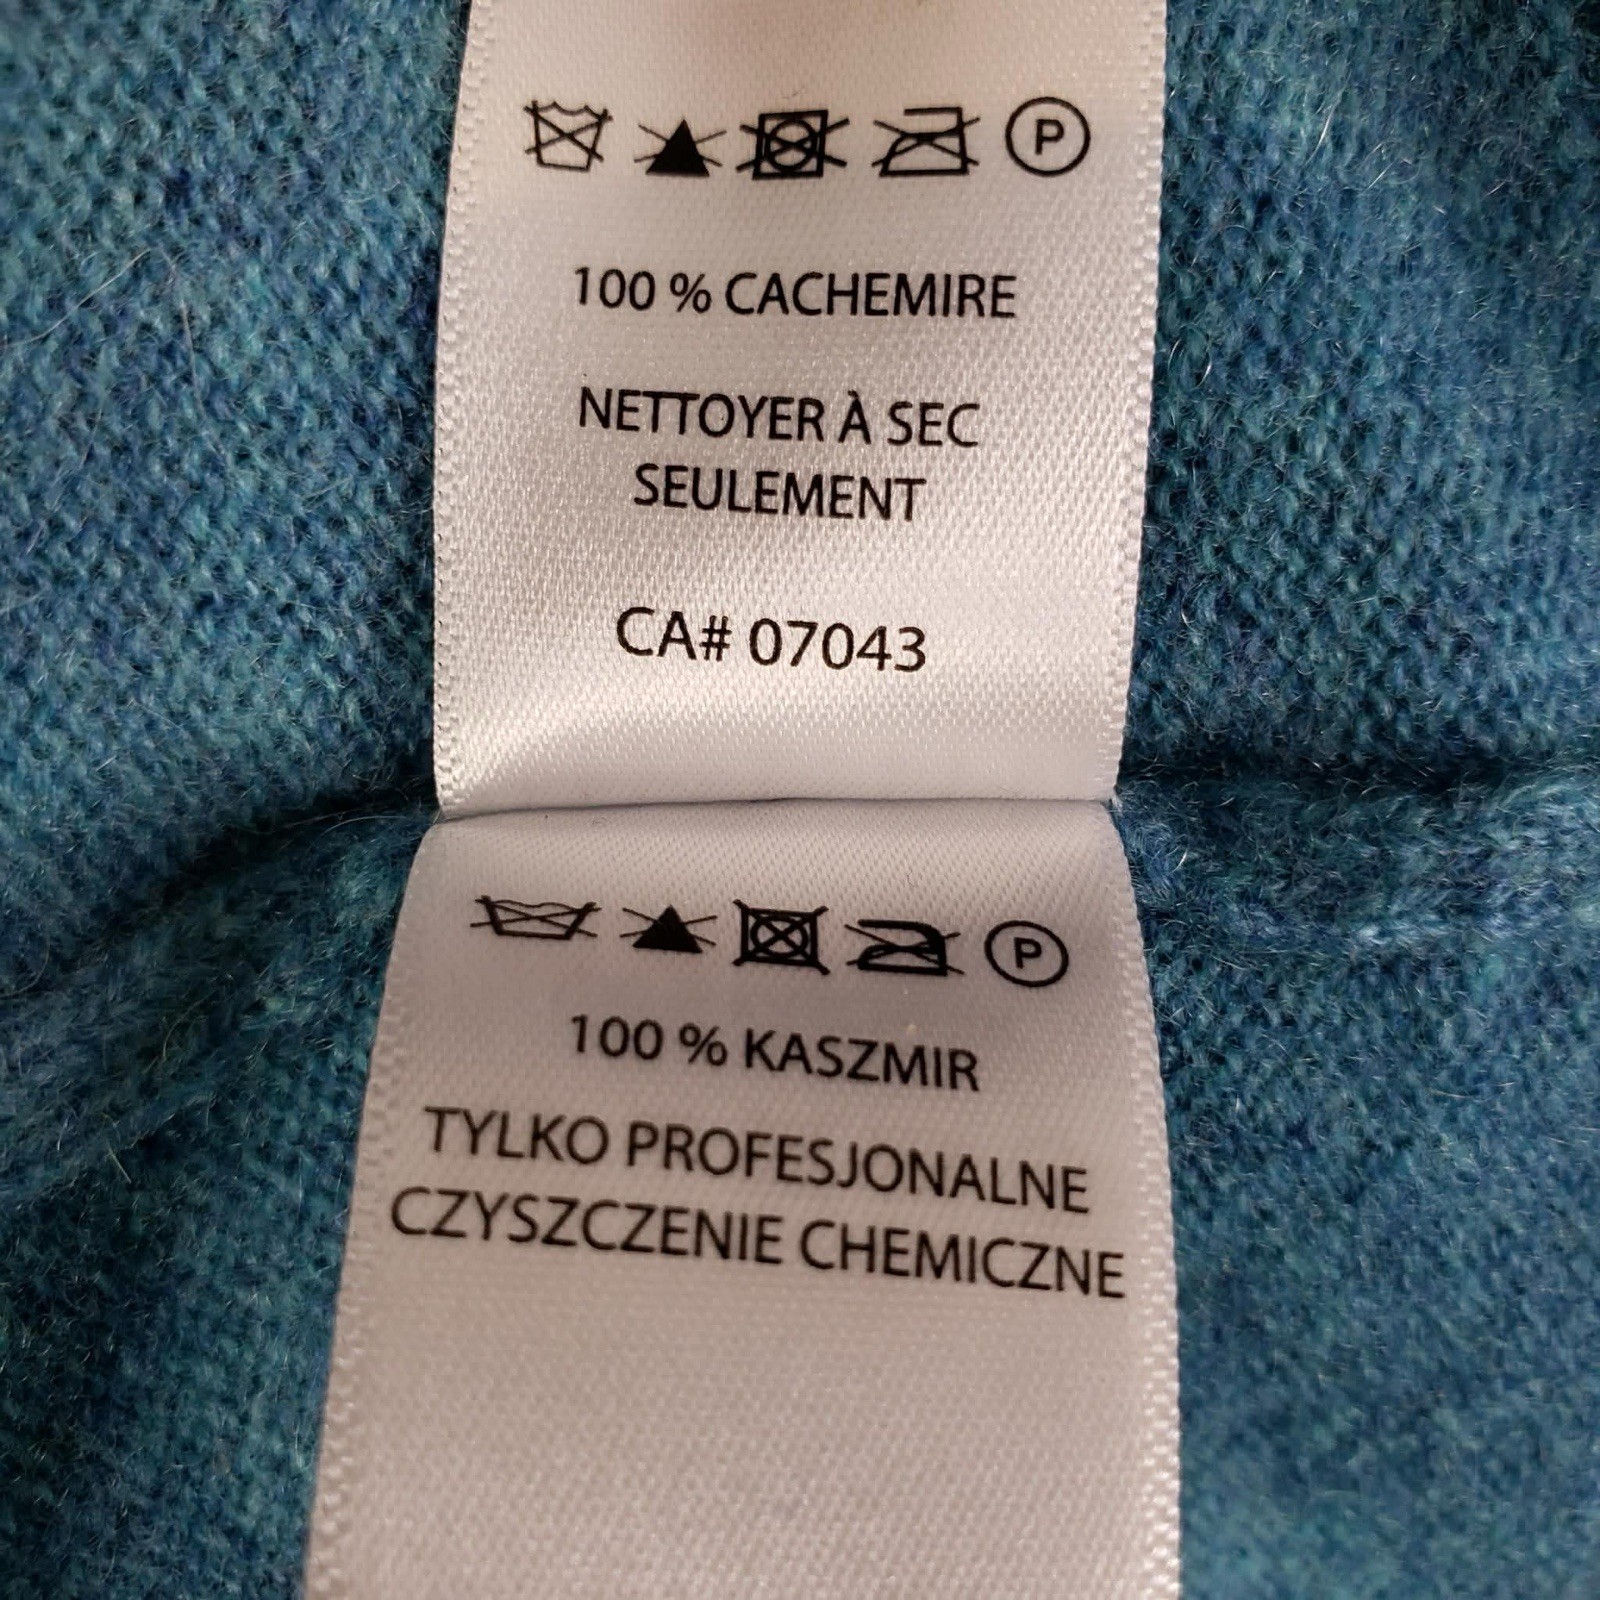 P
100 % CACHEMIRE
NETTOYER À SEC
SEULEMENT
CA# 07043
P
100 % KASZMIR
TYLKO PROFESJONALNE
CZYSZCZENIE CHEMICZNE